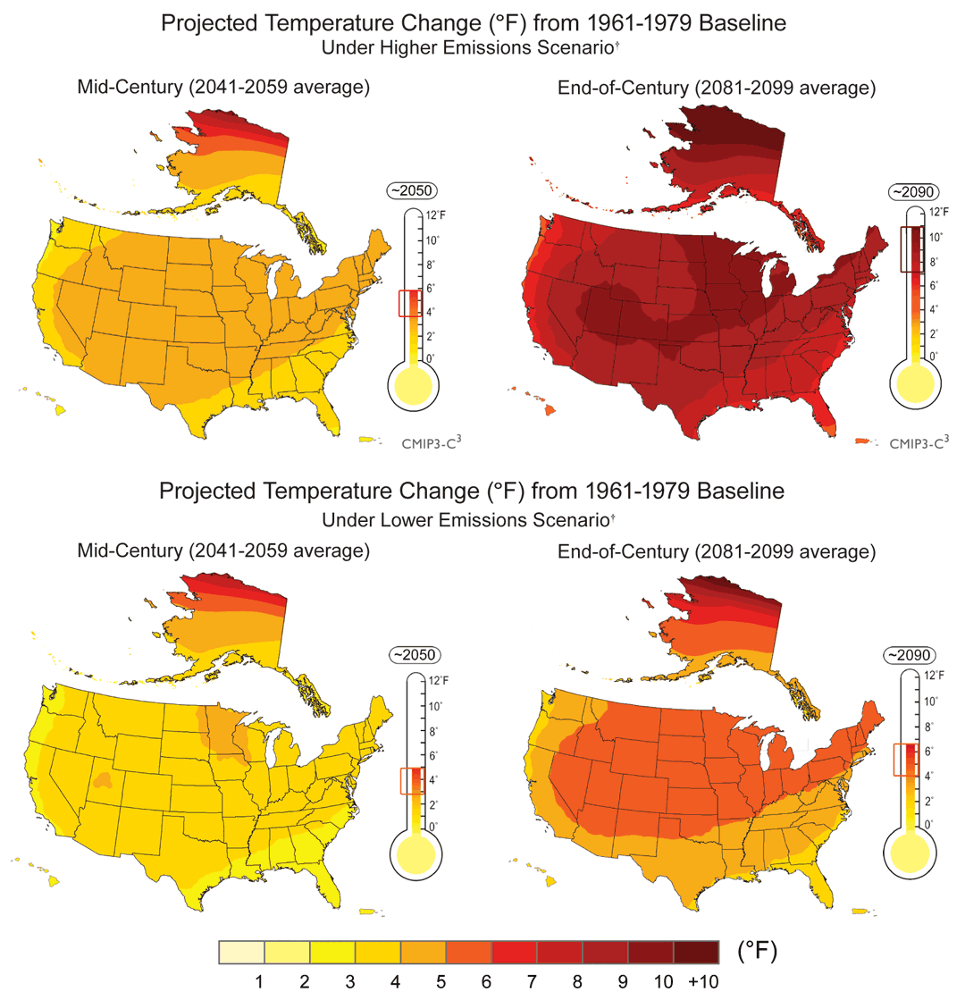 Projected Temperature Change (°F) from 1961-1979 Baseline
Under Higher Emissions Scenario†
Mid-Century (2041-2059 average)
End-of-Century (2081-2099 average)
~2050
12°F
10°
8°
6°
4°
2°
0°
CMIP3-C3
~2090
12°F
10°
8°
6°
4°
2°
0°
CMIP3-C3
Projected Temperature Change (°F) from 1961-1979 Baseline
Under Lower Emissions Scenario†
Mid-Century (2041-2059 average)
End-of-Century (2081-2099 average)
~2050
12°F
10°
8°
6°
4°
2°
0°
~2090
12°F
10°
8°
6°
4°
2°
0°
(°F)
1 2 3 4 5 6 7 8 9 10 +10